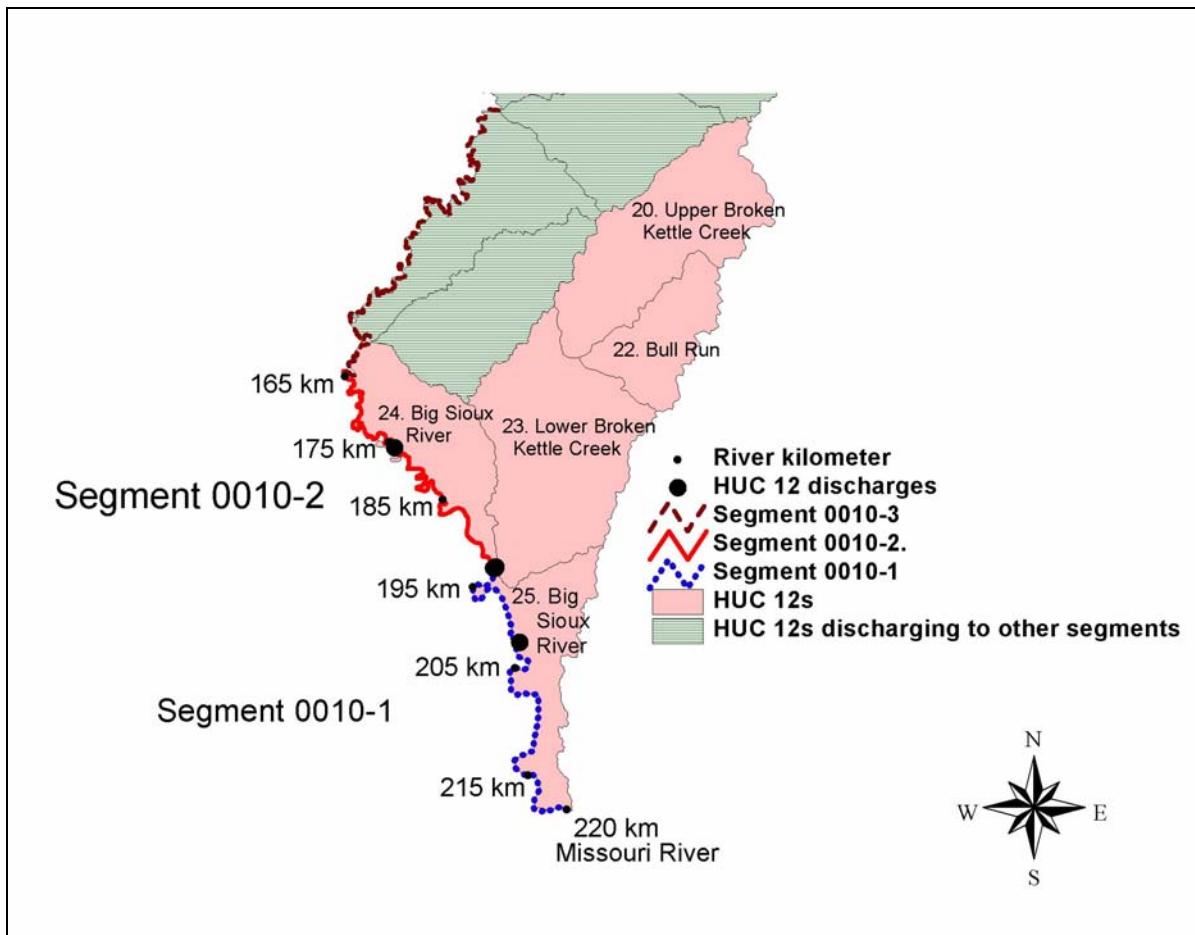 20. Upper Broken
Kettle Creek
22. Bull Run
165 km
24. Big Sioux
River
23. Lower Broken
Kettle Creek
175 km
Segment 0010-2
185 km
River kilometer
HUC 12 discharges
Segment 0010-3
Segment 0010-2.
Segment 0010-1
HUC 12s
HUC 12s discharging to other segments
195 km
25. Big
Sioux
River
205 km
Segment 0010-1
215 km
220 km
Missouri River
N
W
E
S